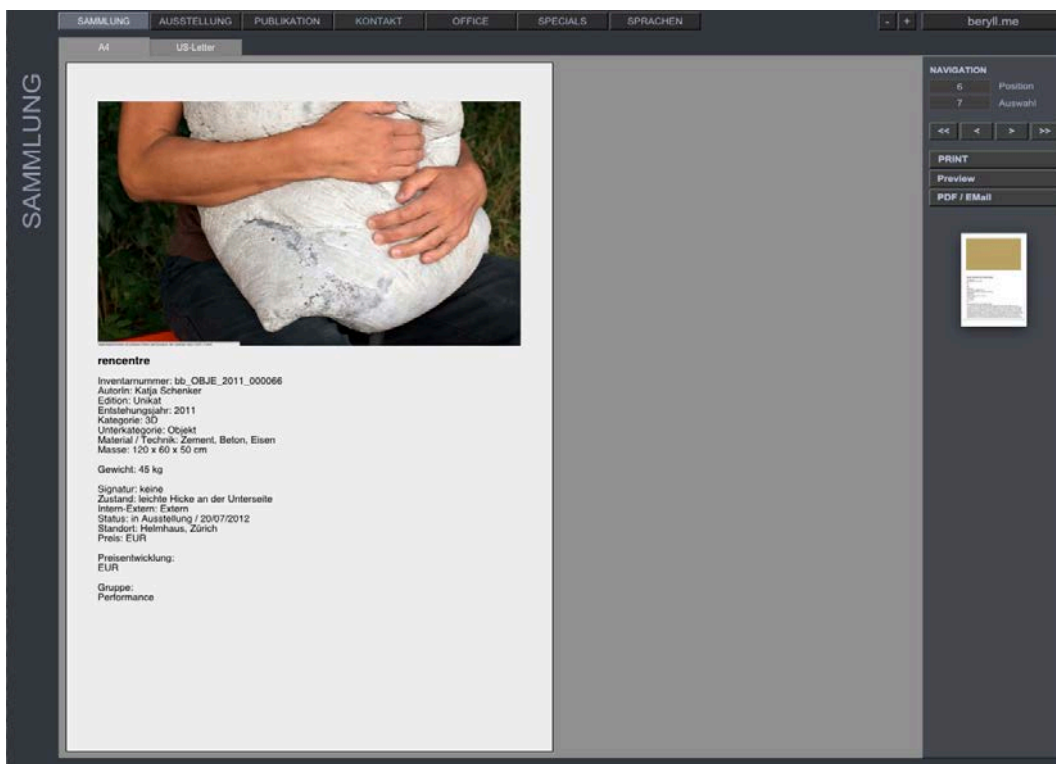 SAMMLUNG AUSSTELLUNG PUBLIKATION KONTAKT OFFICE SPECIALS SPRACHEN - + beryll.me
A4 US-Letter
SAMMLUNG
NAVIGATION
6 Position
7 Auswahl
<< < > >>
PRINT
Preview
PDF / EMail
rencentre
Inventarnummer: bb_OBJE_2011_000066
AutorIn: Katja Schenker
Edition: Unikat
Entstehungsjahr: 2011
Kategorie: 3D
Unterkategorie: Objekt
Material / Technik: Zement, Beton, Eisen
Masse: 120 x 60 x 50 cm
Gewicht: 45 kg
Signatur: keine
Zustand: leichte Hicke an der Unterseite
Intern-Extern: Extern
Status: in Ausstellung / 20/07/2012
Standort: Helmhaus, Zürich
Preis: EUR
Preisentwicklung:
EUR
Gruppe:
Performance